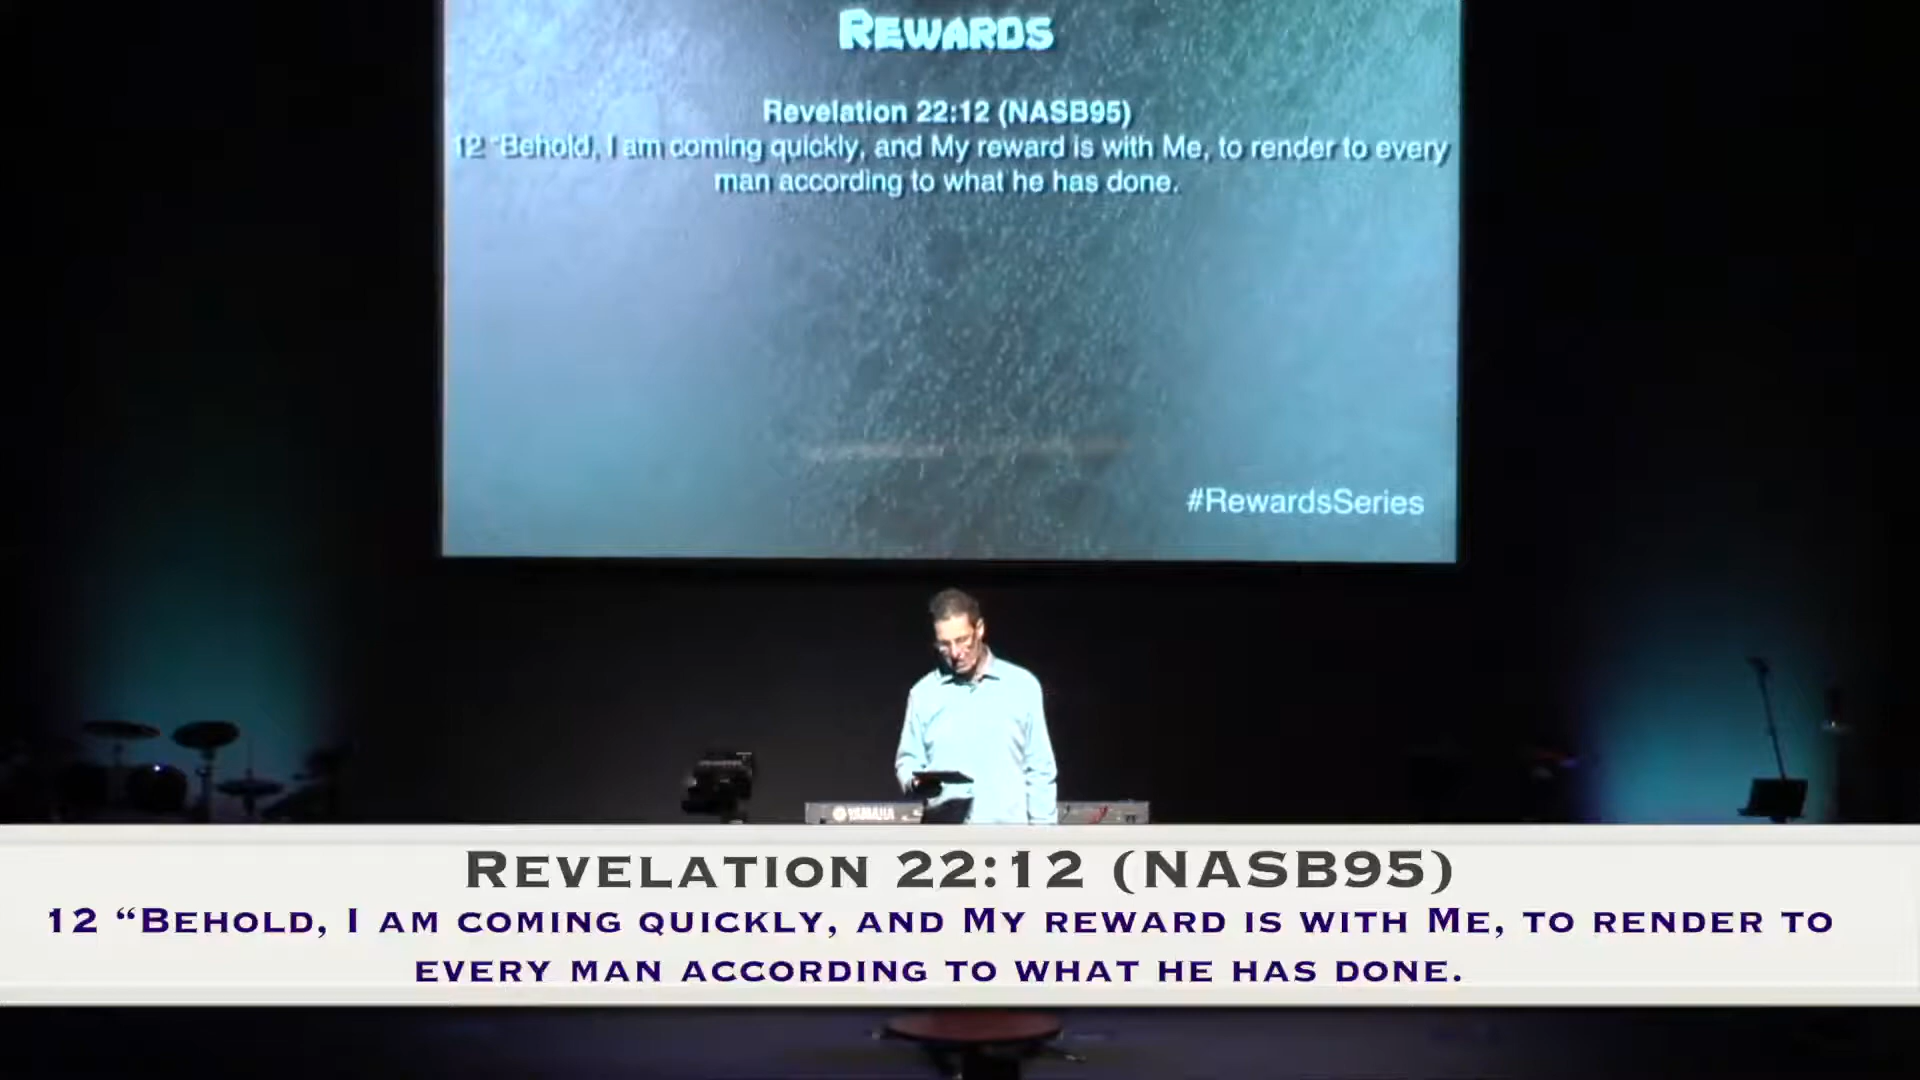 REWARDS
Revelation 22:12 (NASB95)
12 "Behold, I am coming quickly, and My reward is with Me, to render to every
man according to what he has done.
#RewardsSeries
YAMAHA
REVELATION 22:12 (NASB95)
12 “BEHOLD, I AM COMING QUICKLY, AND MY REWARD IS WITH ME, TO RENDER TO
EVERY MAN ACCORDING TO WHAT HE HAS DONE.